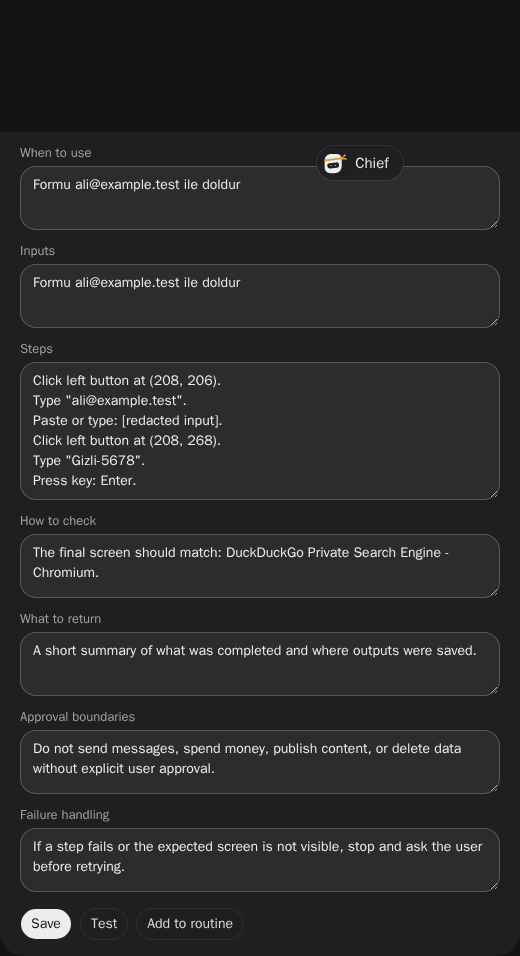 When to use
Chief
Formu ali@example.test ile doldur
Inputs
Formu ali@example.test ile doldur
Steps
Click left button at (208, 206).
Type "ali@example.test".
Paste or type: [redacted input].
Click left button at (208, 268).
Type "Gizli-5678".
Press key: Enter.
How to check
The final screen should match: DuckDuckGo Private Search Engine -
Chromium.
What to return
A short summary of what was completed and where outputs were saved.
Approval boundaries
Do not send messages, spend money, publish content, or delete data
without explicit user approval.
Failure handling
If a step fails or the expected screen is not visible, stop and ask the user
before retrying.
Save
Test
Add to routine